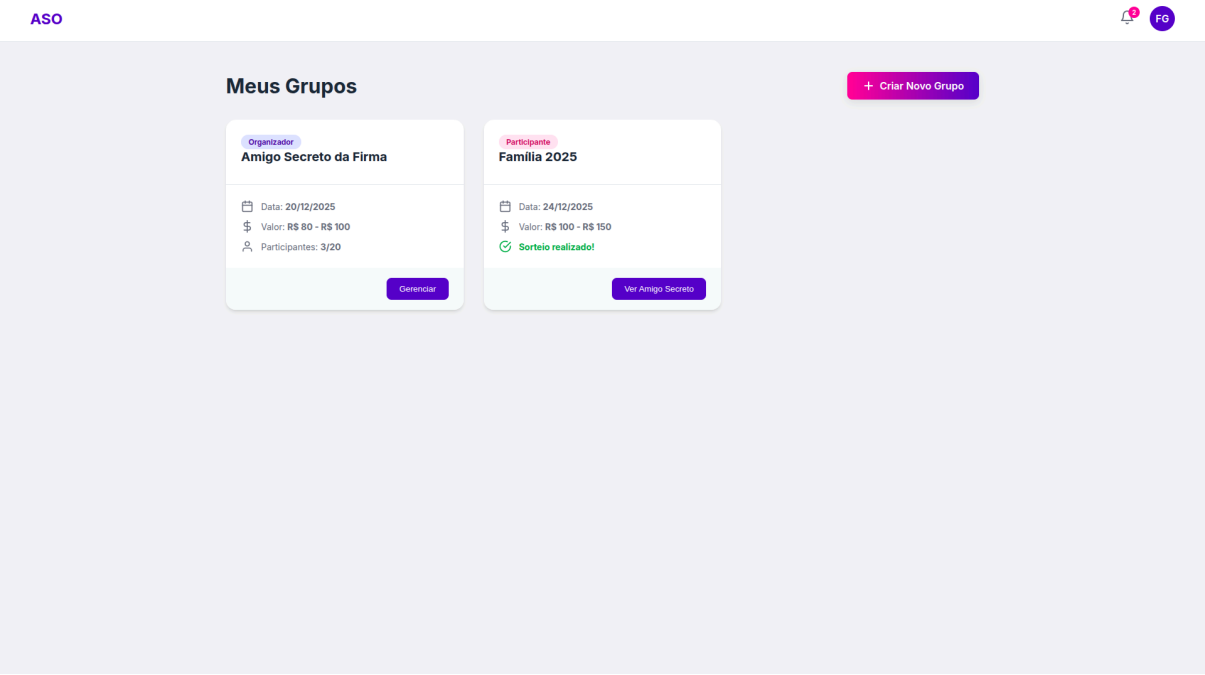 ASO
2
FG
Meus Grupos
Criar Novo Grupo
Organizador
Amigo Secreto da Firma
Data: 20/12/2025
Valor: R$ 80 - R$ 100
Participantes: 3/20
Gerenciar
Participante
Família 2025
Data: 24/12/2025
Valor: R$ 100 - R$ 150
Sorteio realizado!
Ver Amigo Secreto